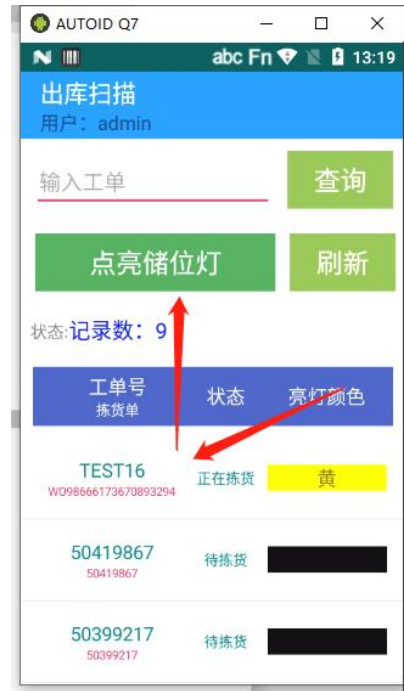 AUTOID Q7
abc Fn 13:19
出库扫描
用户：admin
输入工单
查询
点亮储位灯
刷新
状态:记录数：9
工单号 状态 亮灯颜色
拣货单
TEST16 正在拣货 黄
WO98666173670893294
50419867 待拣货
50419867
50399217 待拣货
50399217